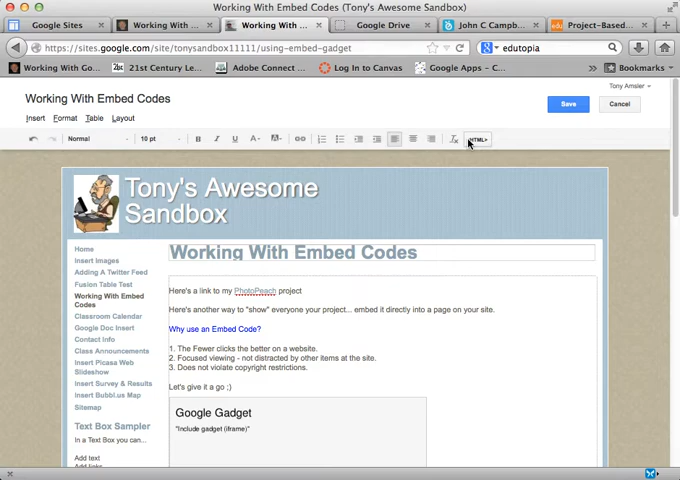 Working With Embed Codes (Tony's Awesome Sandbox)
Google Sites
Working With ...
Working With ...
Google Drive
John C Campb...
Project-Based...
https://sites.google.com/site/tonysandbox11111/using-embed-gadget
edutopia
Working With Go...
21st Century Le...
Adobe Connect ...
Log In to Canvas
Google Apps – C...
Bookmarks
Tony Amsler
Working With Embed Codes
Save
Cancel
Insert Format Table Layout
Normal
10 pt
B I U A A
HTML
Tony's Awesome
Sandbox
Home
Insert Images
Adding A Twitter Feed
Fusion Table Test
Working With Embed
Codes
Classroom Calendar
Google Doc Insert
Contact Info
Class Announcements
Insert Picasa Web
Slideshow
Insert Survey & Results
Insert Bubbl.us Map
Sitemap
Text Box Sampler
In a Text Box you can...
Add text
Add links
Working With Embed Codes
Here's a link to my PhotoPeach project
Here's another way to "show" everyone your project... embed it directly into a page on your site.
Why use an Embed Code?
1. The Fewer clicks the better on a website.
2. Focused viewing - not distracted by other items at the site.
3. Does not violate copyright restrictions.
Let's give it a go ;)
Google Gadget
"Include gadget (iframe)"